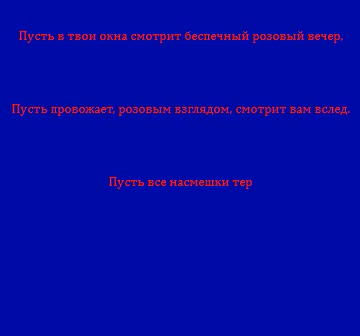 Пусть в твои окна смотрит беспечный розовый вечер,
Пусть провожает, розовым взглядом, смотрит вам вслед.
Пусть все насмешки тер